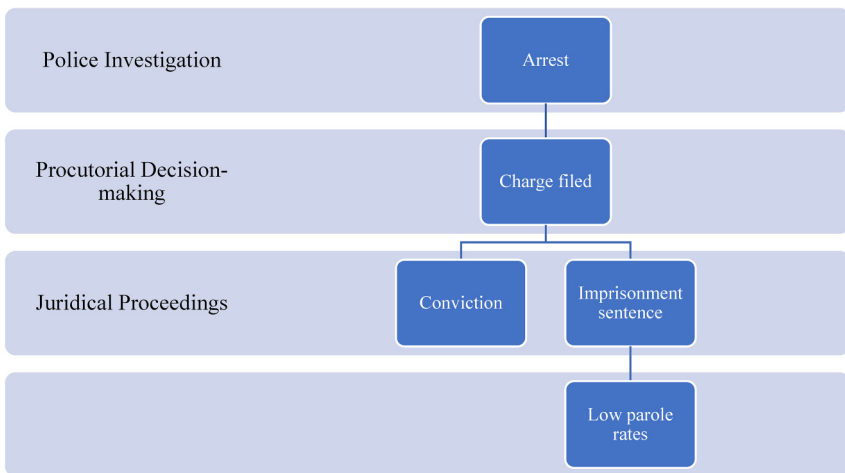 Police Investigation
Arrest
Procutorial Decision-
making
Charge filed
Juridical Proceedings
Conviction
Imprisonment
sentence
Low parole
rates